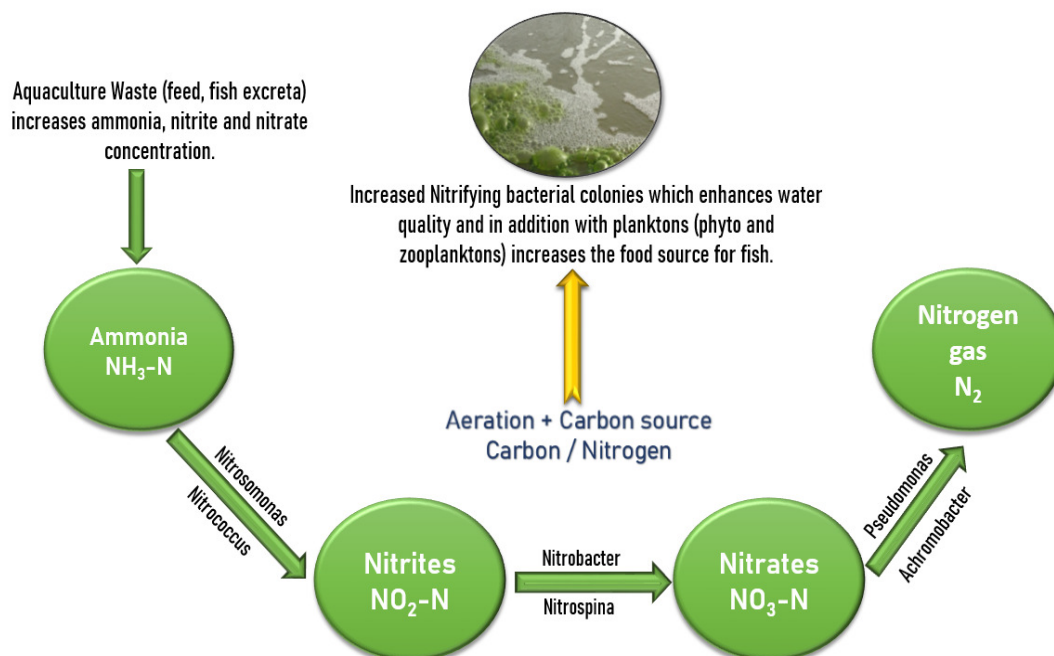 Aquaculture Waste (feed, fish excreta)
increases ammonia, nitrite and nitrate
concentration.
Increased Nitrifying bacterial colonies which enhances water
quality and in addition with planktons (phyto and
zooplanktons) increases the food source for fish.
Ammonia
NH₃-N
Nitrogen
gas
N₂
Aeration + Carbon source
Carbon / Nitrogen
Nitrosomonas
Nitrococcus
Nitrites
NO₂-N
Nitrobacter
Nitrospina
Nitrates
NO₃-N
Pseudomonas
Achromobacter